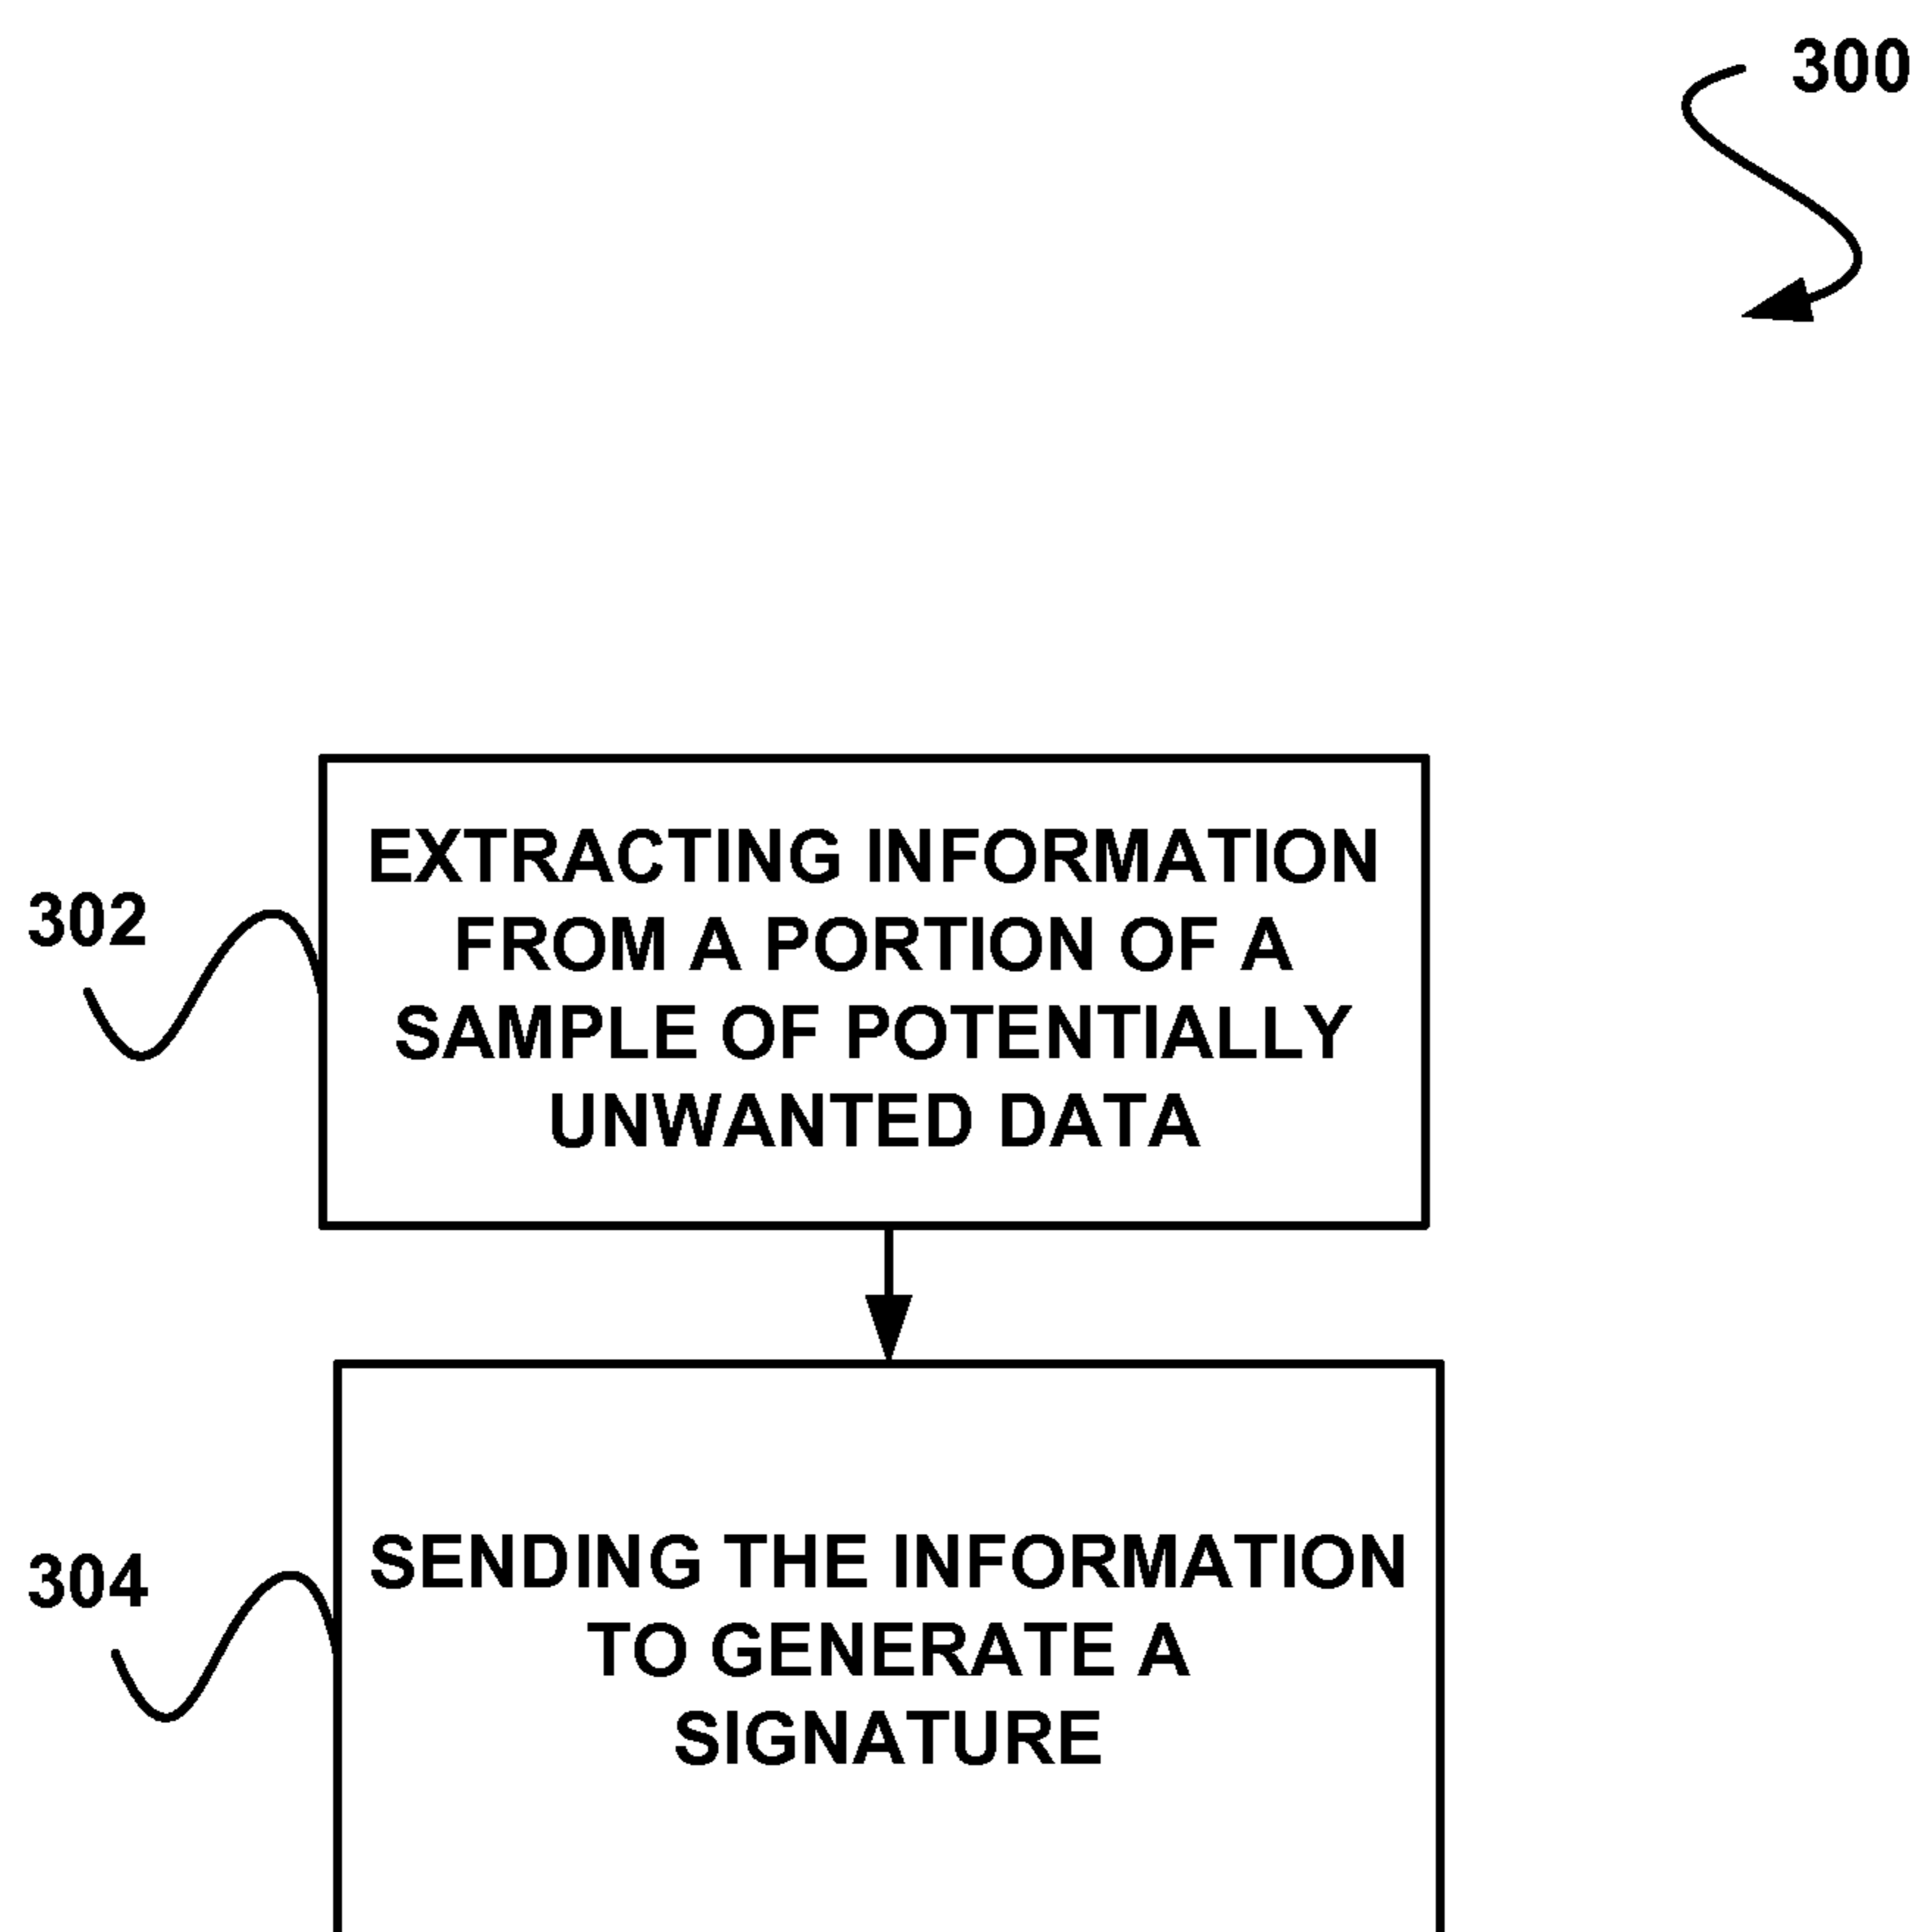 300
EXTRACTING INFORMATION
FROM A PORTION OF A
SAMPLE OF POTENTIALLY
UNWANTED DATA
302
SENDING THE INFORMATION
TO GENERATE A
SIGNATURE
304